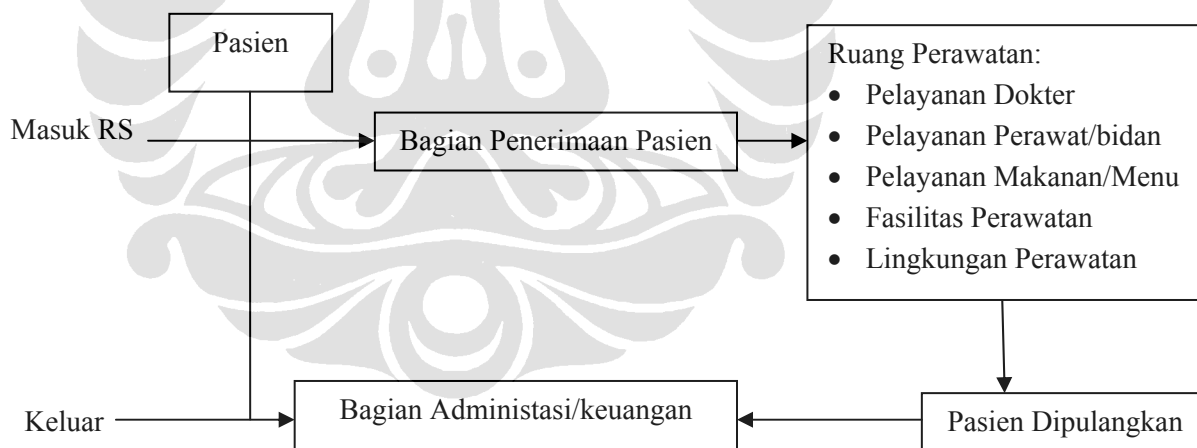 Pasien
Masuk RS
Bagian Penerimaan Pasien
Ruang Perawatan:
• Pelayanan Dokter
• Pelayanan Perawat/bidan
• Pelayanan Makanan/Menu
• Fasilitas Perawatan
• Lingkungan Perawatan
Keluar
Bagian Administasi/keuangan
Pasien Dipulangkan